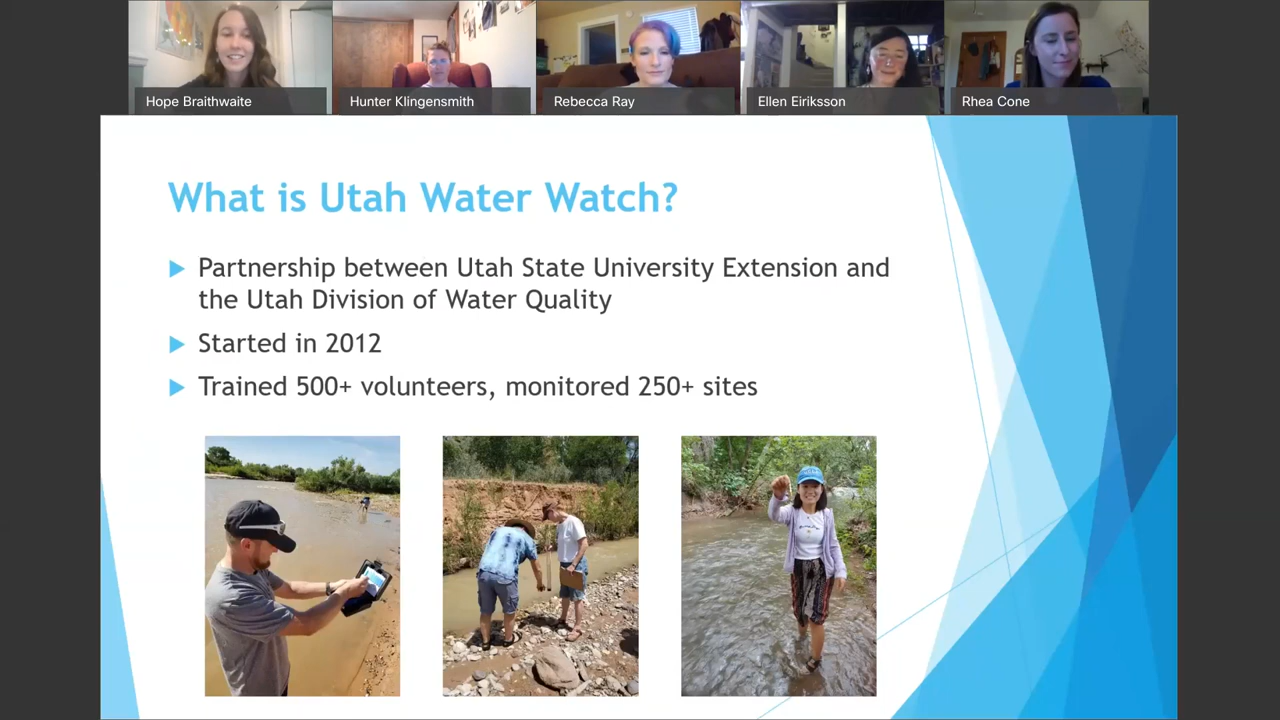 Hope Braithwaite
Hunter Klingensmith
Rebecca Ray
Ellen Eiriksson
Rhea Cone
What is Utah Water Watch?
Partnership between Utah State University Extension and
the Utah Division of Water Quality
Started in 2012
Trained 500+ volunteers, monitored 250+ sites